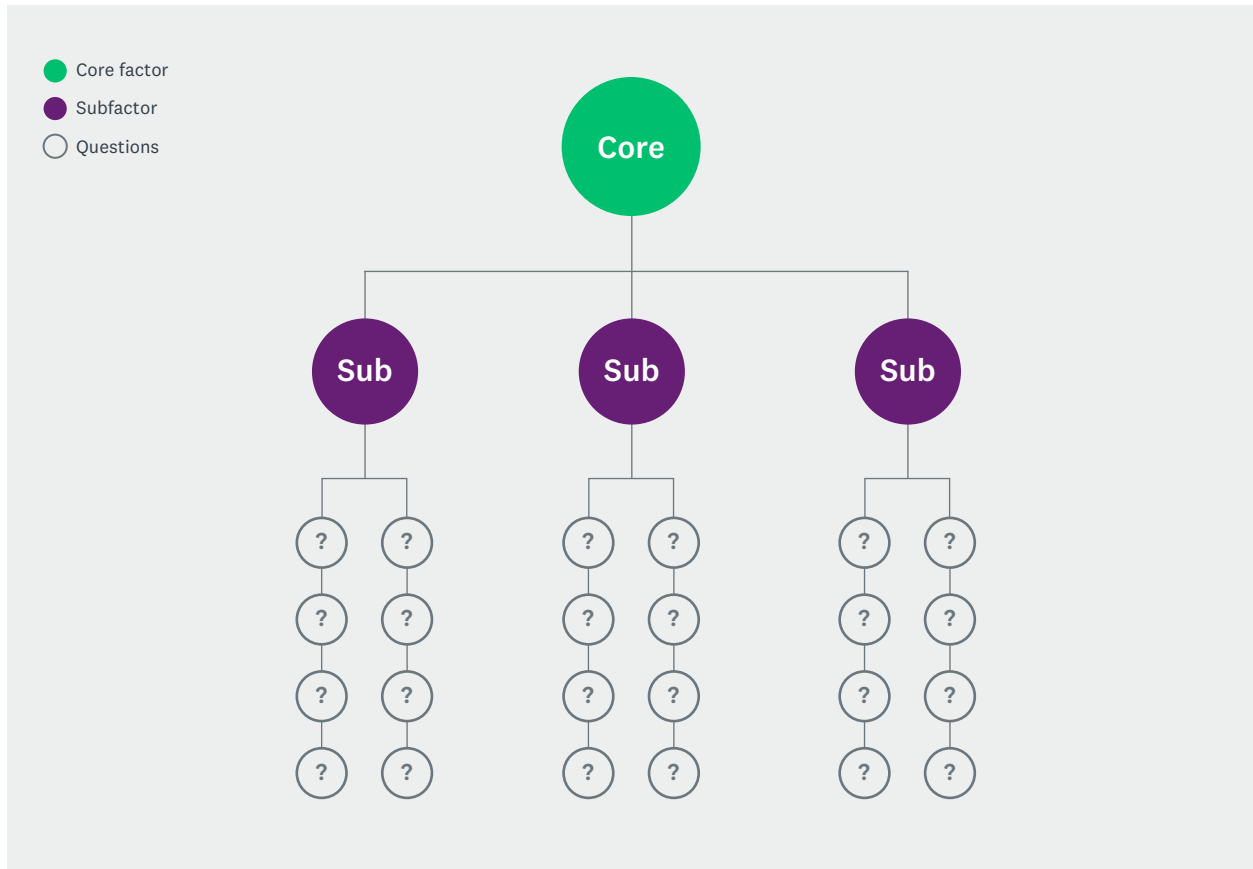 Core factor
Subfactor
Questions
Core
Sub Sub Sub
? ? ? ? ? ?
? ? ? ? ? ?
? ? ? ? ? ?
? ? ? ? ? ?